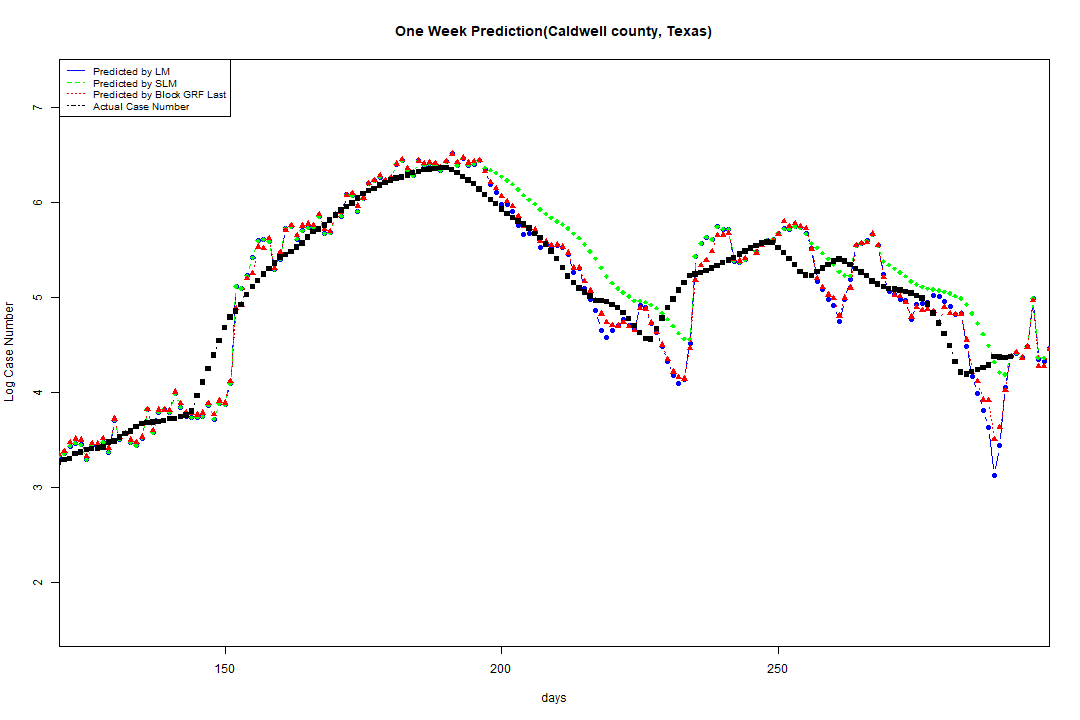 One Week Prediction(Caldwell county, Texas)
Predicted by LM
Predicted by SLM
Predicted by Block GRF Last
Actual Case Number
7
6
5
4
3
2
Log Case Number
150 200 250
days